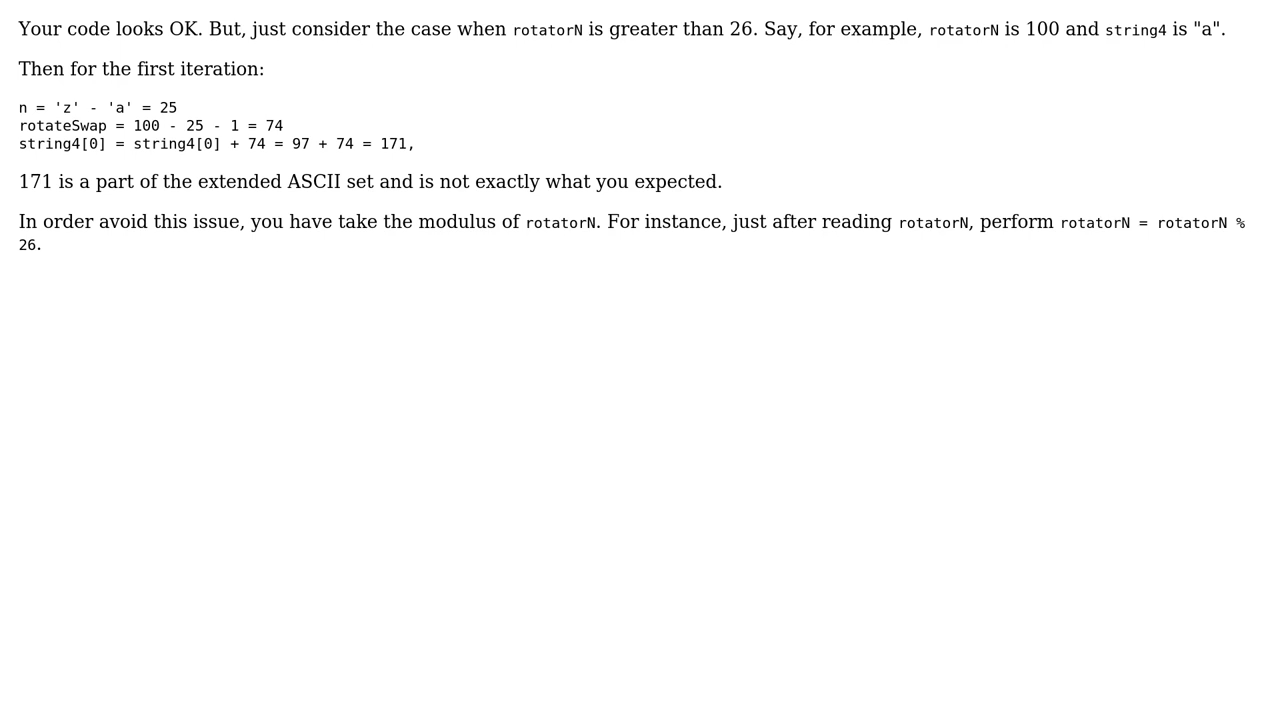 Your code looks OK. But, just consider the case when rotatorN is greater than 26. Say, for example, rotatorN is 100 and string4 is "a".
Then for the first iteration:
n = 'z' - 'a' = 25
rotateSwap = 100 - 25 - 1 = 74
string4[0] = string4[0] + 74 = 97 + 74 = 171,
171 is a part of the extended ASCII set and is not exactly what you expected.
In order avoid this issue, you have take the modulus of rotatorN. For instance, just after reading rotatorN, perform rotatorN = rotatorN %
26.